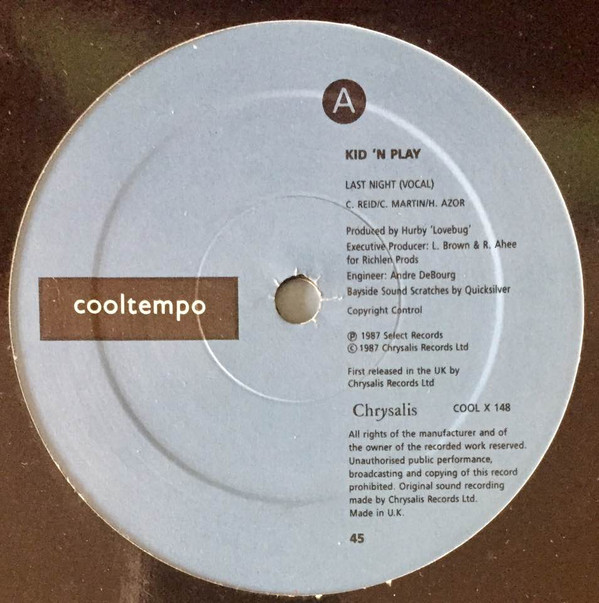 A
KID 'N PLAY
LAST NIGHT (VOCAL)
C. REID/C. MARTIN/H. AZOR
Produced by Hurby 'Lovebug'
Executive Producer: L. Brown & R. Ahee
for Richlen Prods
Engineer: Andre DeBourg
Bayside Sound Scratches by Quicksilver
Copyright Control
cooltempo
℗ 1987 Select Records
© 1987 Chrysalis Records Ltd
First released in the UK by
Chrysalis Records Ltd
Chrysalis COOL X 148
All rights of the manufacturer and of
the owner of the recorded work reserved.
Unauthorised public performance,
broadcasting and copying of this record
prohibited. Original sound recording
made by Chrysalis Records Ltd.
Made in U.K.
45